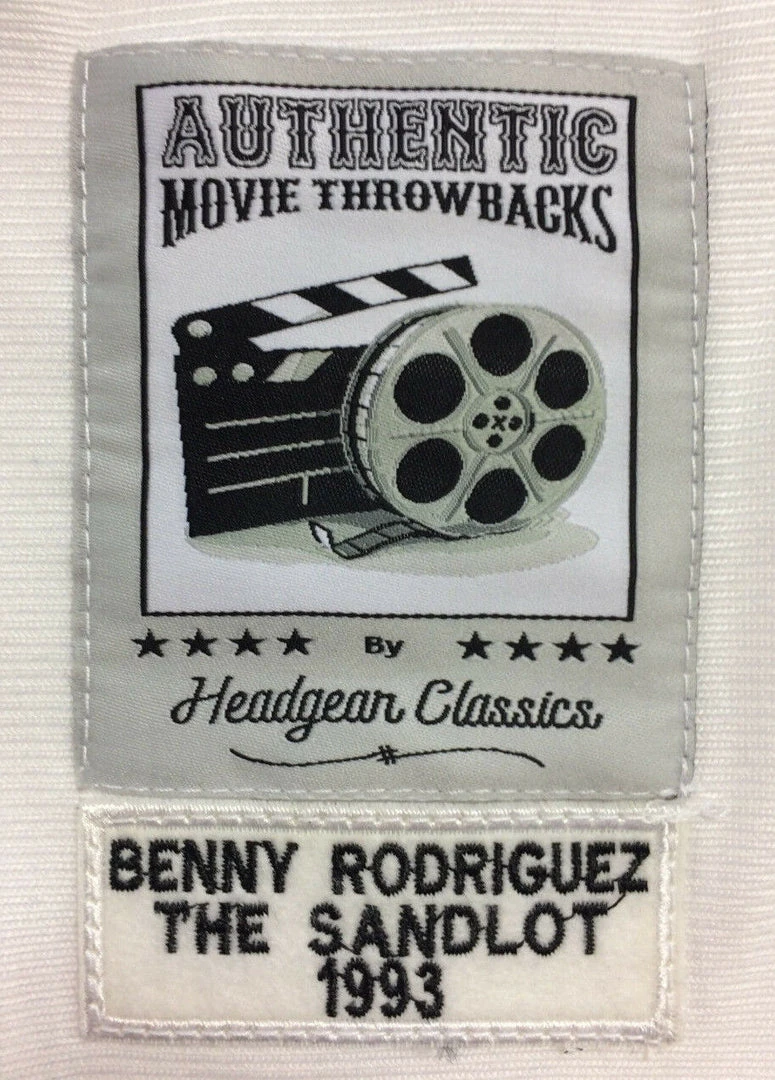 AUTHENTIC
MOVIE THROWBACKS
By
Headgear Classics
BENNY RODRIGUEZ
THE SANDLOT
1993